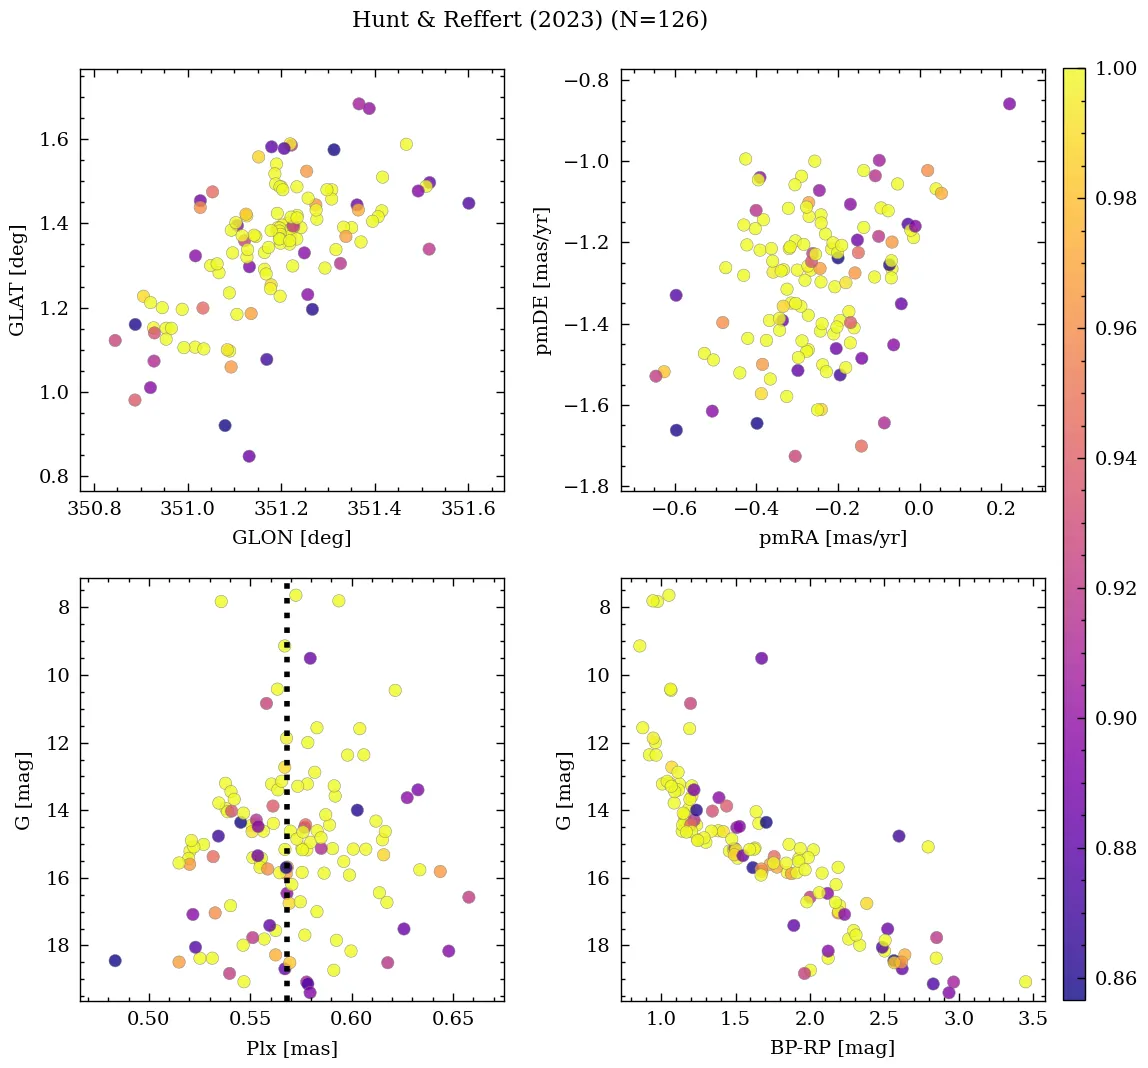 Hunt & Reffert (2023) (N=126)
1.6
1.4
1.2
1.0
0.8
GLAT [deg]
350.8 351.0 351.2 351.4 351.6
GLON [deg]
−0.8
−1.0
−1.2
−1.4
−1.6
−1.8
pmDE [mas/yr]
−0.6 −0.4 −0.2 0.0 0.2
pmRA [mas/yr]
8
10
12
14
16
18
G [mag]
0.50 0.55 0.60 0.65
Plx [mas]
8
10
12
14
16
18
G [mag]
1.0 1.5 2.0 2.5 3.0 3.5
BP-RP [mag]
1.00
0.98
0.96
0.94
0.92
0.90
0.88
0.86